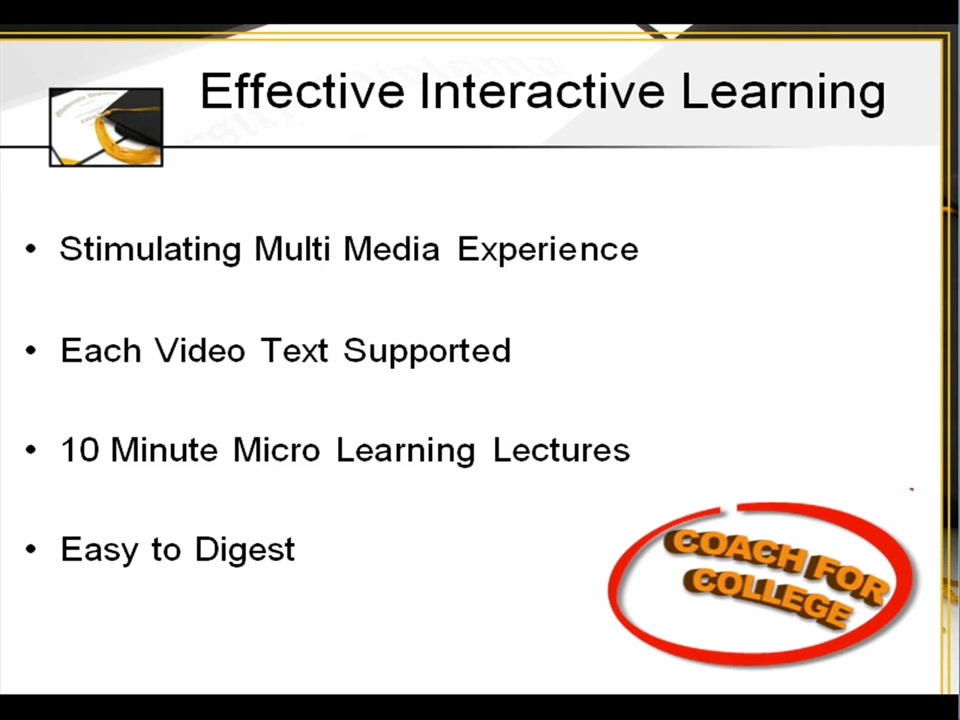 Effective Interactive Learning
• Stimulating Multi Media Experience
• Each Video Text Supported
• 10 Minute Micro Learning Lectures
• Easy to Digest
COACH FOR
COLLEGE